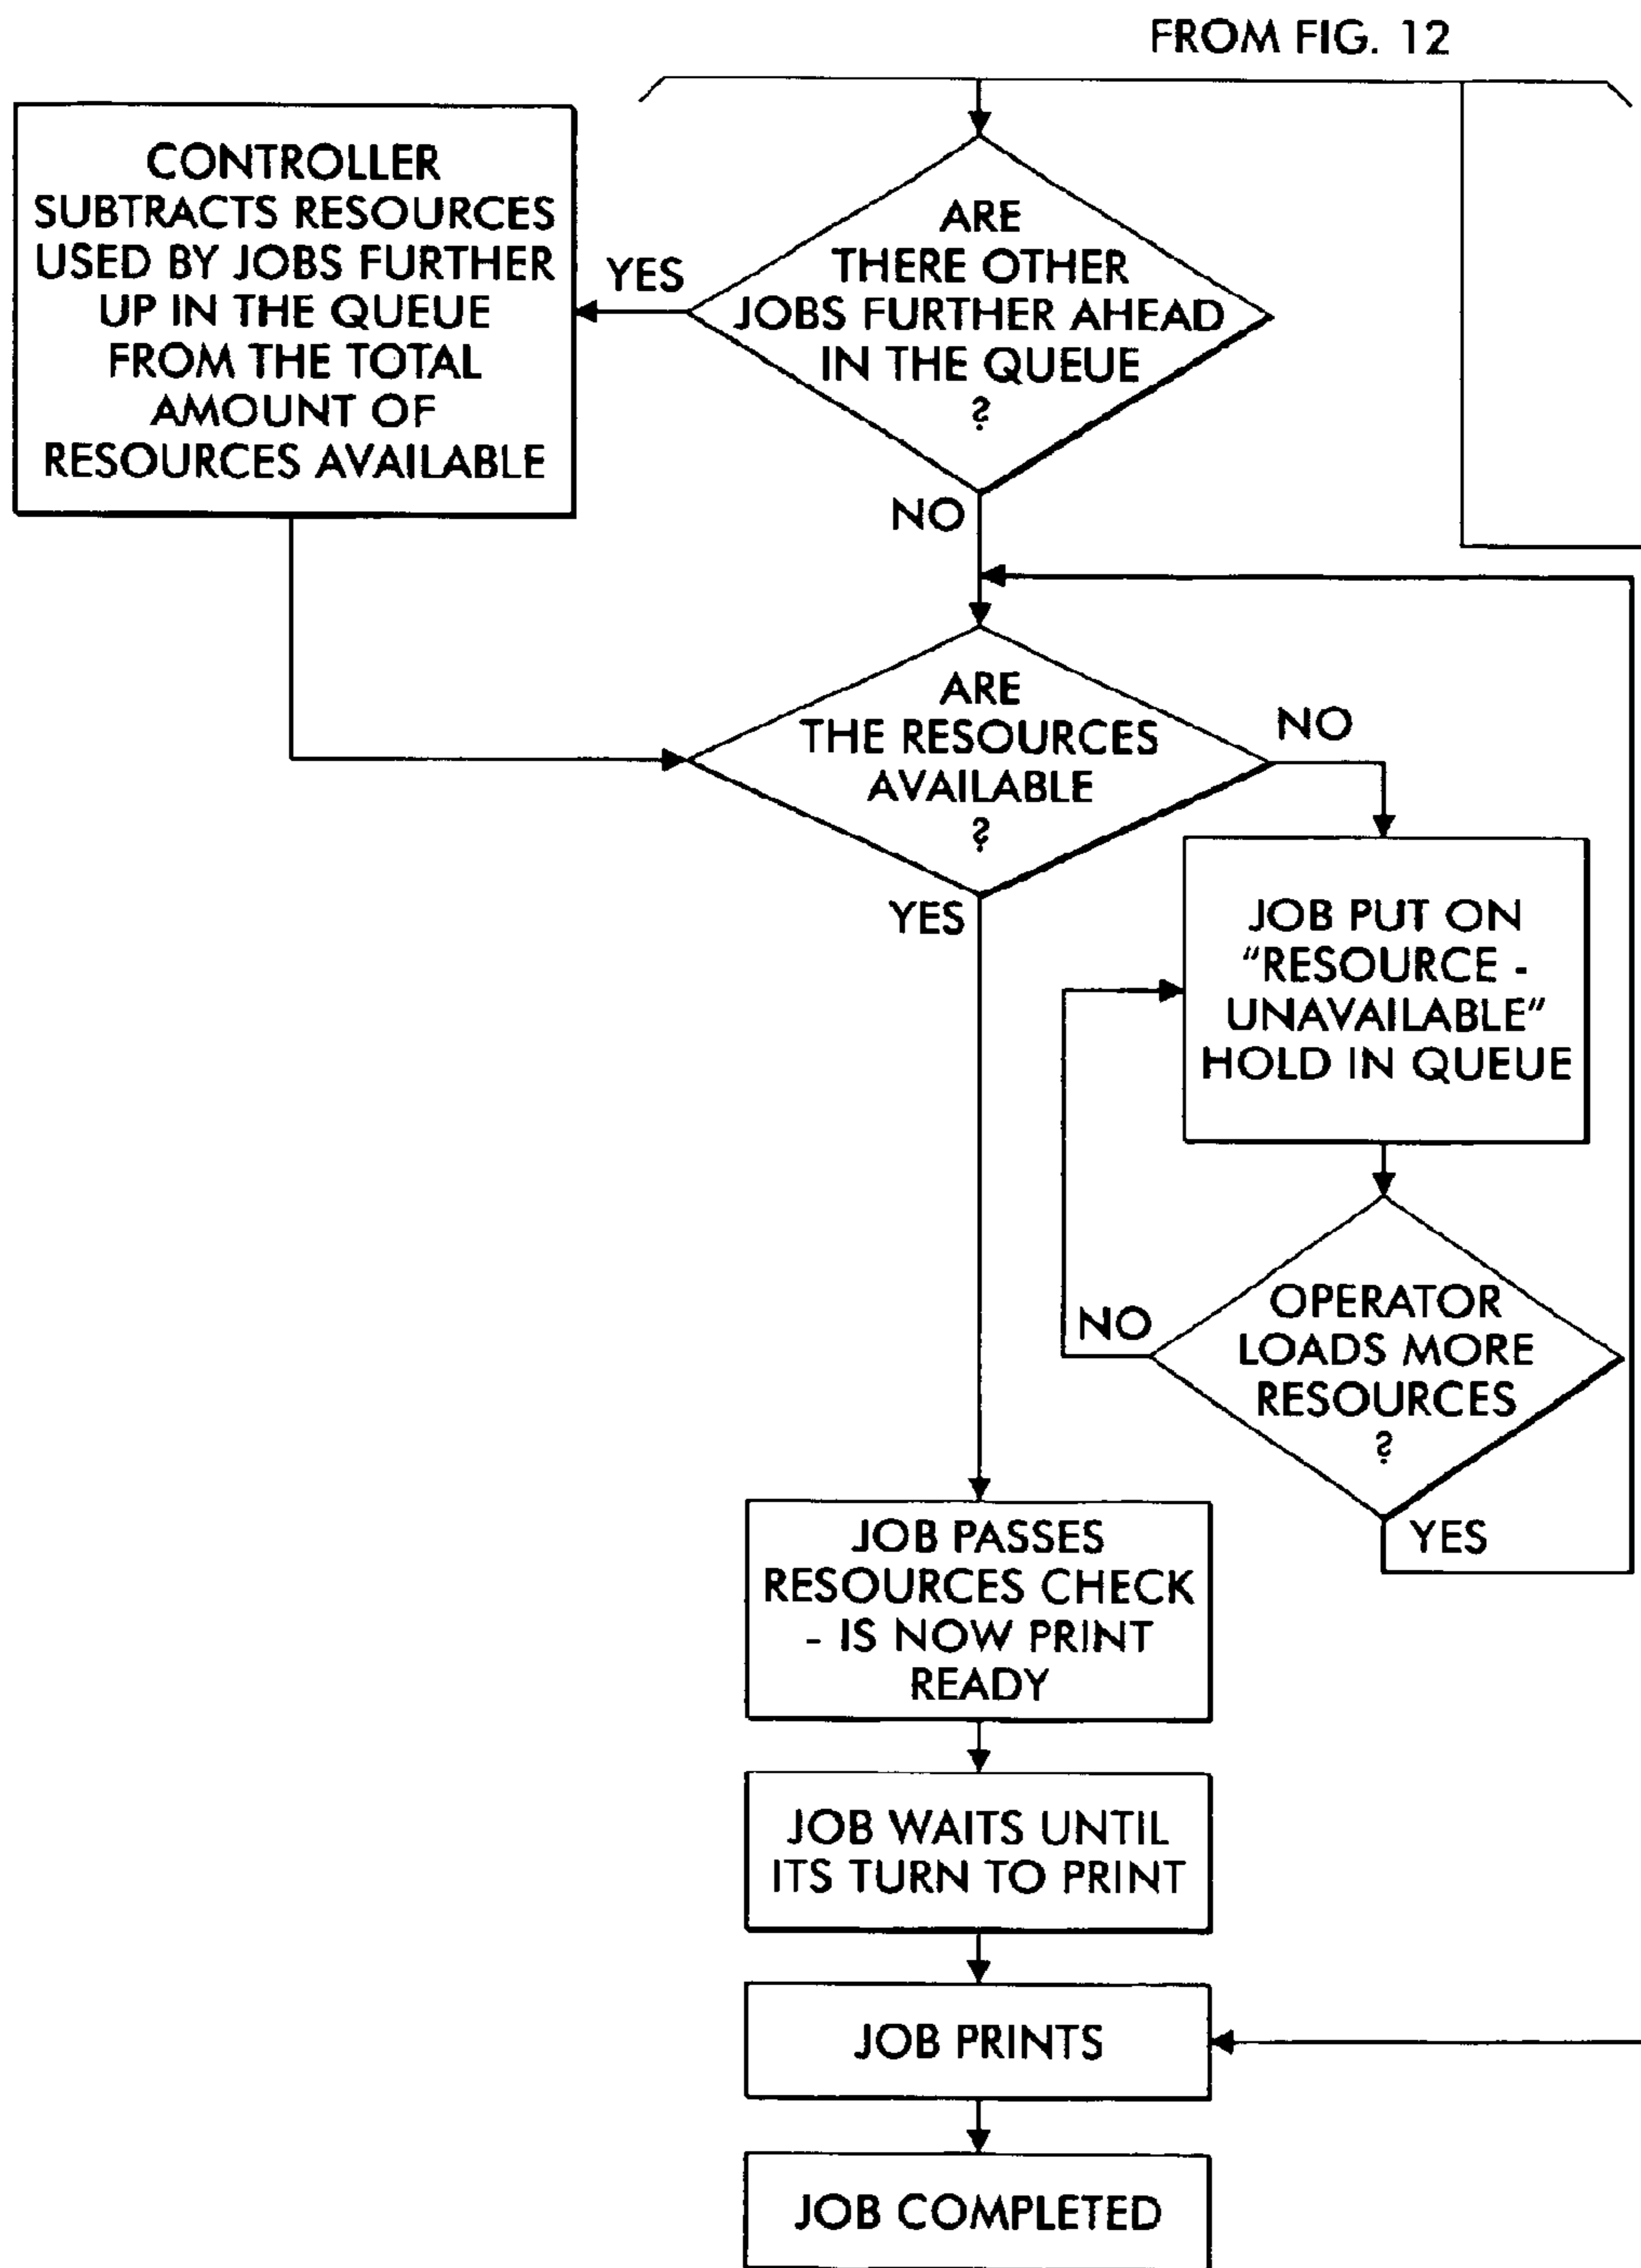 FROM FIG. 12
CONTROLLER
SUBTRACTS RESOURCES
USED BY JOBS FURTHER
UP IN THE QUEUE
FROM THE TOTAL
AMOUNT OF
RESOURCES AVAILABLE
YES
ARE
THERE OTHER
JOBS FURTHER AHEAD
IN THE QUEUE
?
NO
ARE
THE RESOURCES
AVAILABLE
?
NO
YES
JOB PUT ON
"RESOURCE -
UNAVAILABLE"
HOLD IN QUEUE
NO
OPERATOR
LOADS MORE
RESOURCES
?
YES
JOB PASSES
RESOURCES CHECK
- IS NOW PRINT
READY
JOB WAITS UNTIL
ITS TURN TO PRINT
JOB PRINTS
JOB COMPLETED